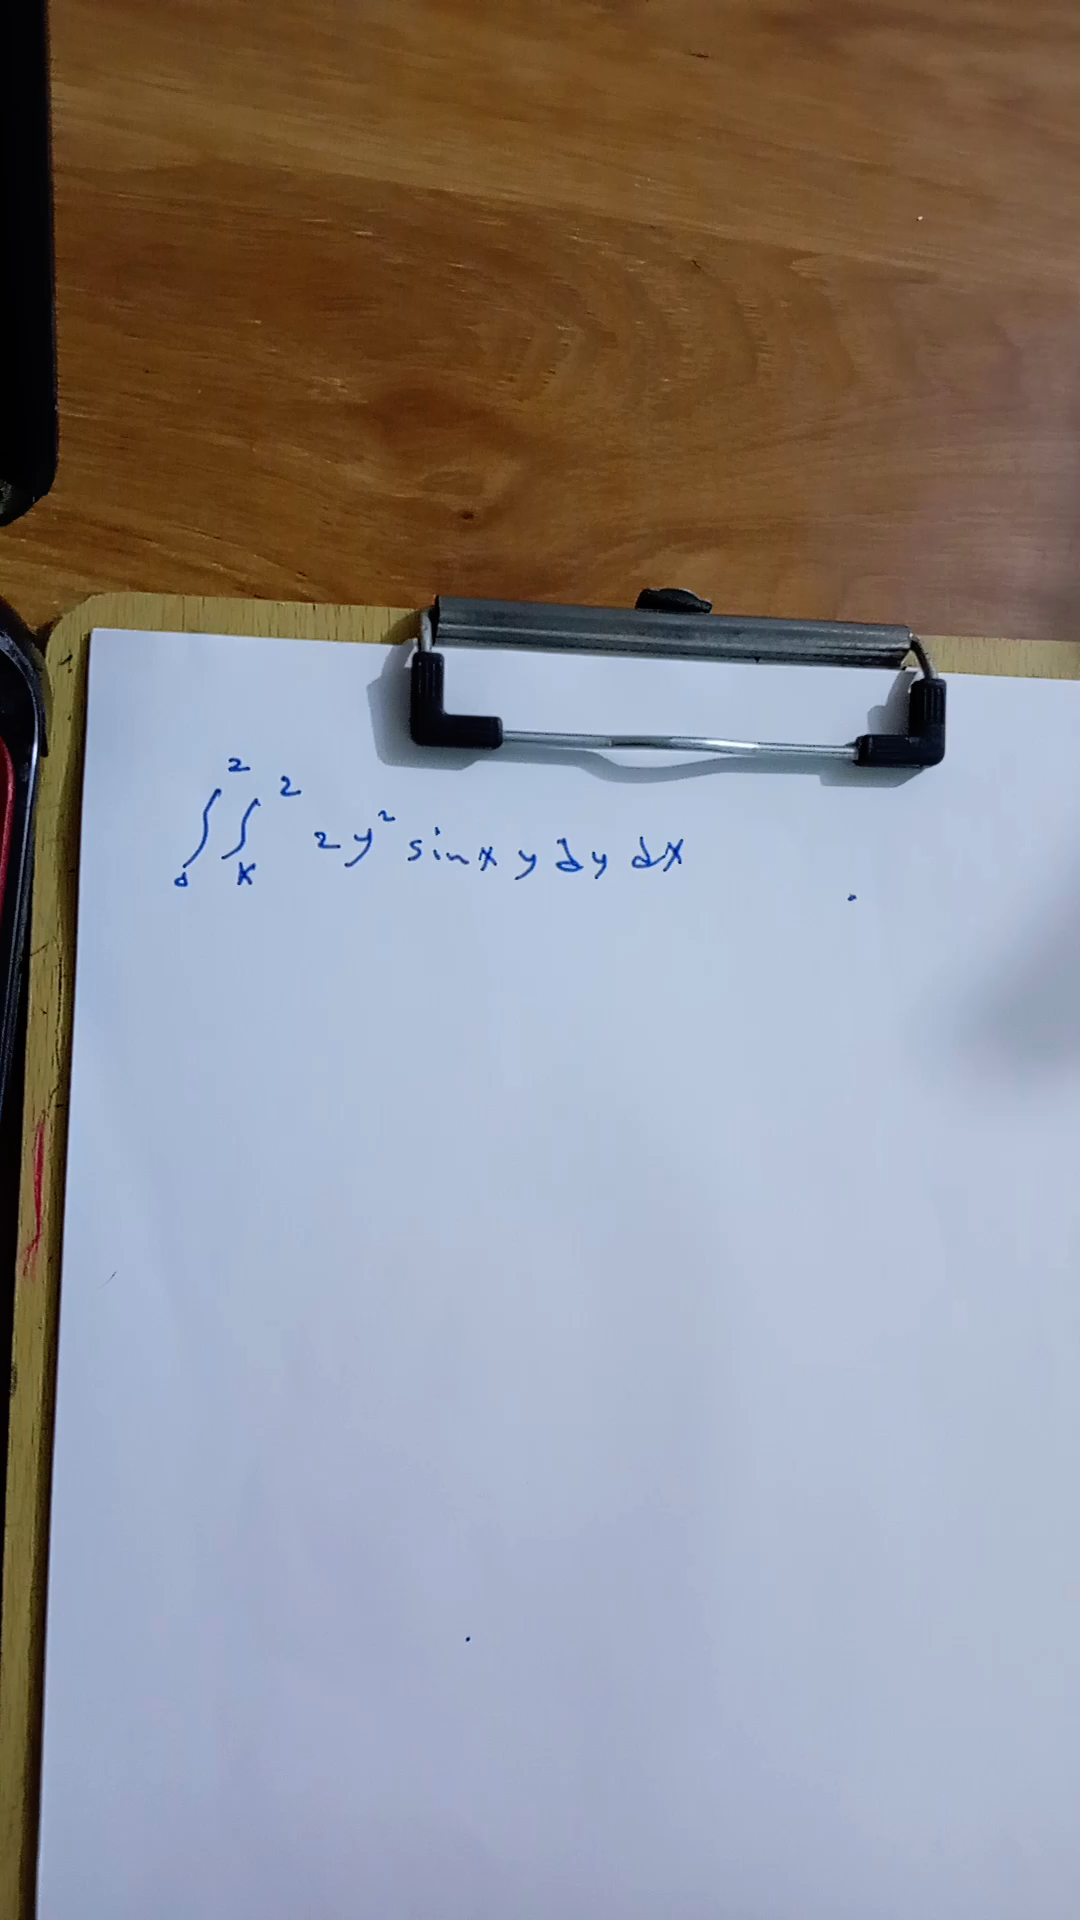 ∫₀² ∫ₓ² 2y² sin xy dy dx